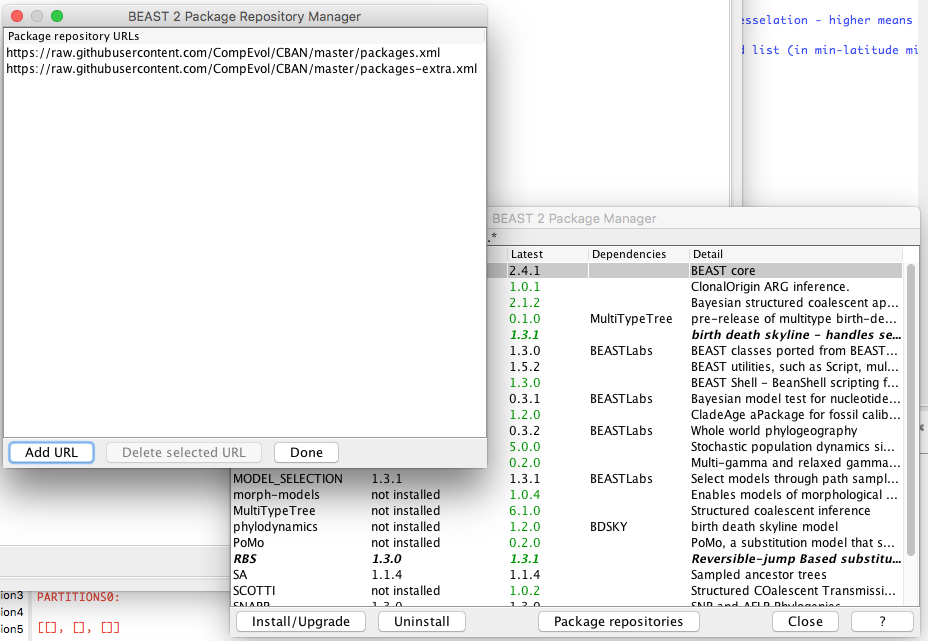 BEAST 2 Package Repository Manager
Package repository URLs
https://raw.githubusercontent.com/CompEvol/CBAN/master/packages.xml
https://raw.githubusercontent.com/CompEvol/CBAN/master/packages-extra.xml
Add URL Delete selected URL Done
esselation - higher means
d list (in min-latitude mi
BEAST 2 Package Manager
.*
Latest Dependencies Detail
2.4.1 BEAST core
1.0.1 ClonalOrigin ARG inference.
2.1.2 Bayesian structured coalescent ap...
0.1.0 MultiTypeTree pre-release of multitype birth-de...
1.3.1 birth death skyline - handles se...
1.3.0 BEASTLabs BEAST classes ported from BEAST...
1.5.2 BEAST utilities, such as Script, mul...
1.3.0 BEAST Shell - BeanShell scripting f...
0.3.1 BEASTLabs Bayesian model test for nucleotide...
1.2.0 CladeAge aPackage for fossil calib...
0.3.2 BEASTLabs Whole world phylogeography
5.0.0 Stochastic population dynamics si...
0.2.0 Multi-gamma and relaxed gamma...
MODEL_SELECTION 1.3.1 1.3.1 BEASTLabs Select models through path sampl...
morph-models not installed 1.0.4 Enables models of morphological ...
MultiTypeTree not installed 6.1.0 Structured coalescent inference
phylodynamics not installed 1.2.0 BDSKY birth death skyline model
PoMo not installed 0.2.0 PoMo, a substitution model that s...
RBS 1.3.0 1.3.1 Reversible-jump Based substitu...
SA 1.1.4 1.1.4 Sampled ancestor trees
SCOTTI not installed 1.0.2 Structured COalescent Transmissi...
SNAPP 1.3.0 1.3.0 SNP and AFLP Phylogenies
Install/Upgrade Uninstall Package repositories Close ?
ion3 PARTITIONS0:
ion4
ion5 [[], [], []]